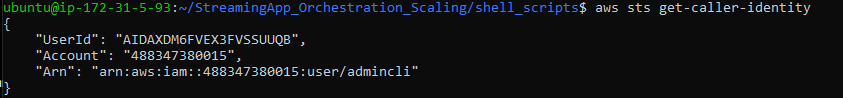 ubuntu@ip-172-31-5-93:~/StreamingApp_Orchestration_Scaling/shell_scripts$ aws sts get-caller-identity
{
    "UserId": "AIDAXDM6FVEX3FVSSUUQB",
    "Account": "488347380015",
    "Arn": "arn:aws:iam::488347380015:user/admincli"
}